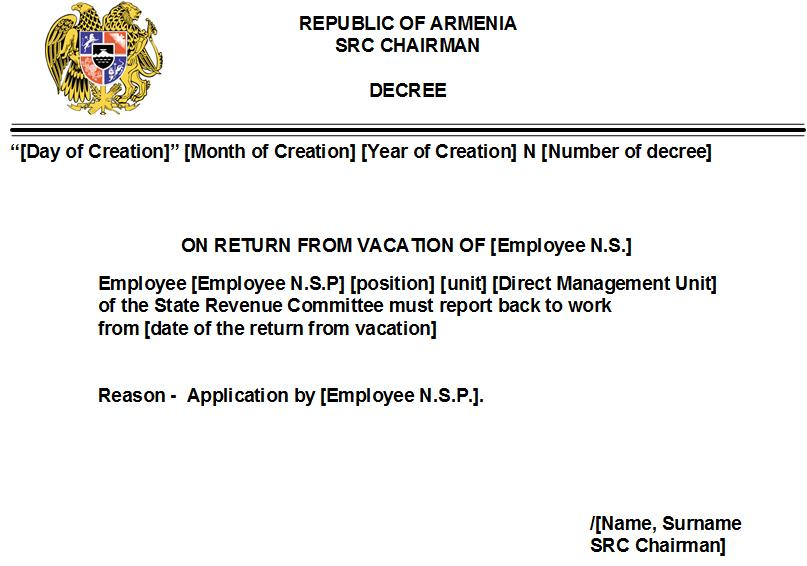 REPUBLIC OF ARMENIA
SRC CHAIRMAN
DECREE
“[Day of Creation]” [Month of Creation] [Year of Creation] N [Number of decree]
ON RETURN FROM VACATION OF [Employee N.S.]
Employee [Employee N.S.P] [position] [unit] [Direct Management Unit]
of the State Revenue Committee must report back to work
from [date of the return from vacation]
Reason - Application by [Employee N.S.P.].
/[Name, Surname
SRC Chairman]